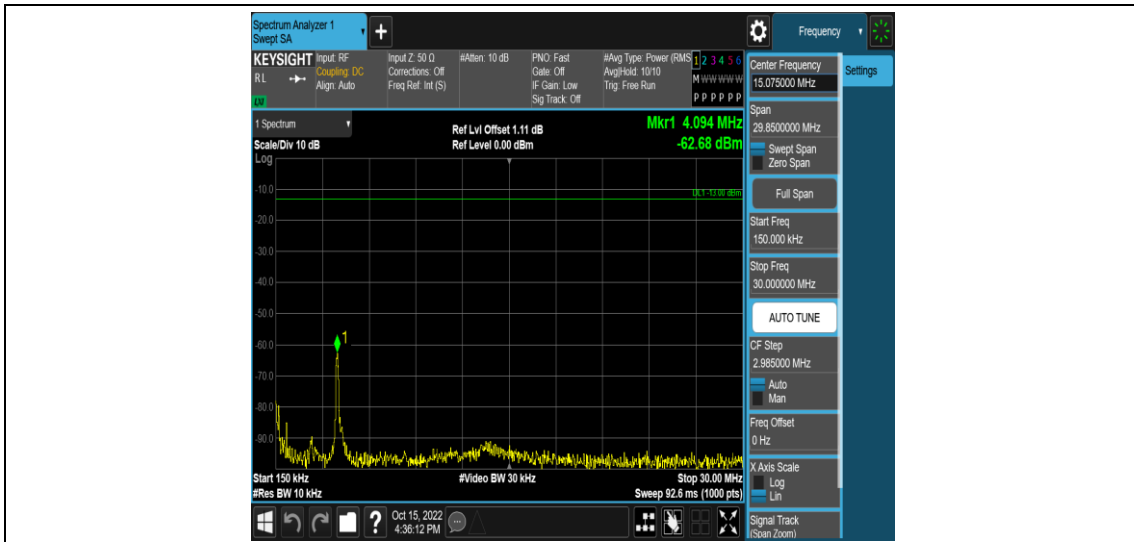 Spectrum Analyzer 1
Swept SA
+
Frequency
KEYSIGHT
RL
Input: RF
Coupling: DC
Align: Auto
Input Z: 50 Ω
Corrections: Off
Freq Ref: Int (S)
#Atten: 10 dB
PNO: Fast
Gate: Off
IF Gain: Low
Sig Track: Off
#Avg Type: Power (RMS
Avg|Hold: 10/10
Trig: Free Run
1 2 3 4 5 6
M W W W W W
P P P P P P
1 Spectrum
Scale/Div 10 dB
Ref Lvl Offset 1.11 dB
Ref Level 0.00 dBm
Mkr1 4.094 MHz
-62.68 dBm
Log
DL1 -13.00 dBm
-10.0
-20.0
-30.0
-40.0
-50.0
-60.0
1
-70.0
-80.0
-90.0
Start 150 kHz
#Video BW 30 kHz
Stop 30.00 MHz
#Res BW 10 kHz
Sweep 92.6 ms (1000 pts)
?
Oct 15, 2022
4:36:12 PM
Center Frequency
15.075000 MHz
Settings
Span
29.8500000 MHz
Swept Span
Zero Span
Full Span
Start Freq
150.000 kHz
Stop Freq
30.000000 MHz
AUTO TUNE
CF Step
2.985000 MHz
Auto
Man
Freq Offset
0 Hz
X Axis Scale
Log
Lin
Signal Track
(Span Zoom)